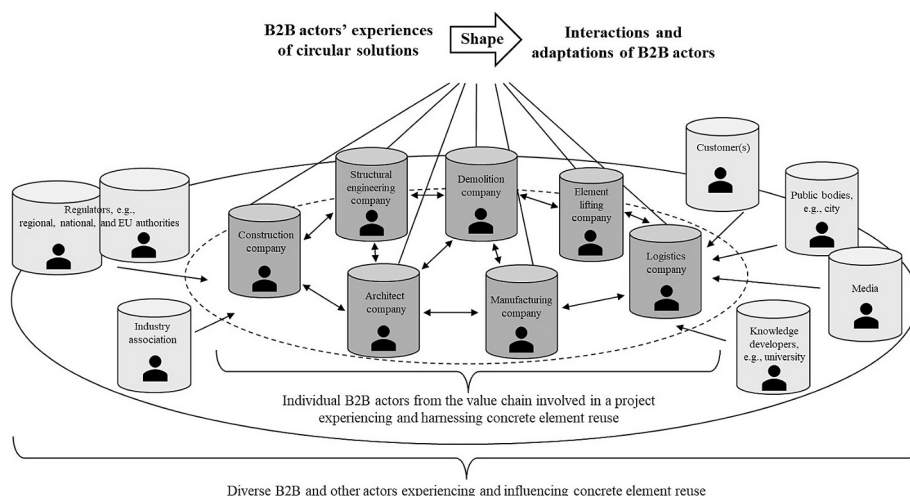 B2B actors' experiences
of circular solutions
Shape
Interactions and
adaptations of B2B actors
Regulators, e.g.,
regional, national, and EU authorities
Industry
association
Construction
company
Structural
engineering
company
Demolition
company
Element
lifting
company
Architect
company
Manufacturing
company
Logistics
company
Customer(s)
Public bodies,
e.g., city
Media
Knowledge
developers,
e.g., university
Individual B2B actors from the value chain involved in a project
experiencing and harnessing concrete element reuse
Diverse B2B and other actors experiencing and influencing concrete element reuse